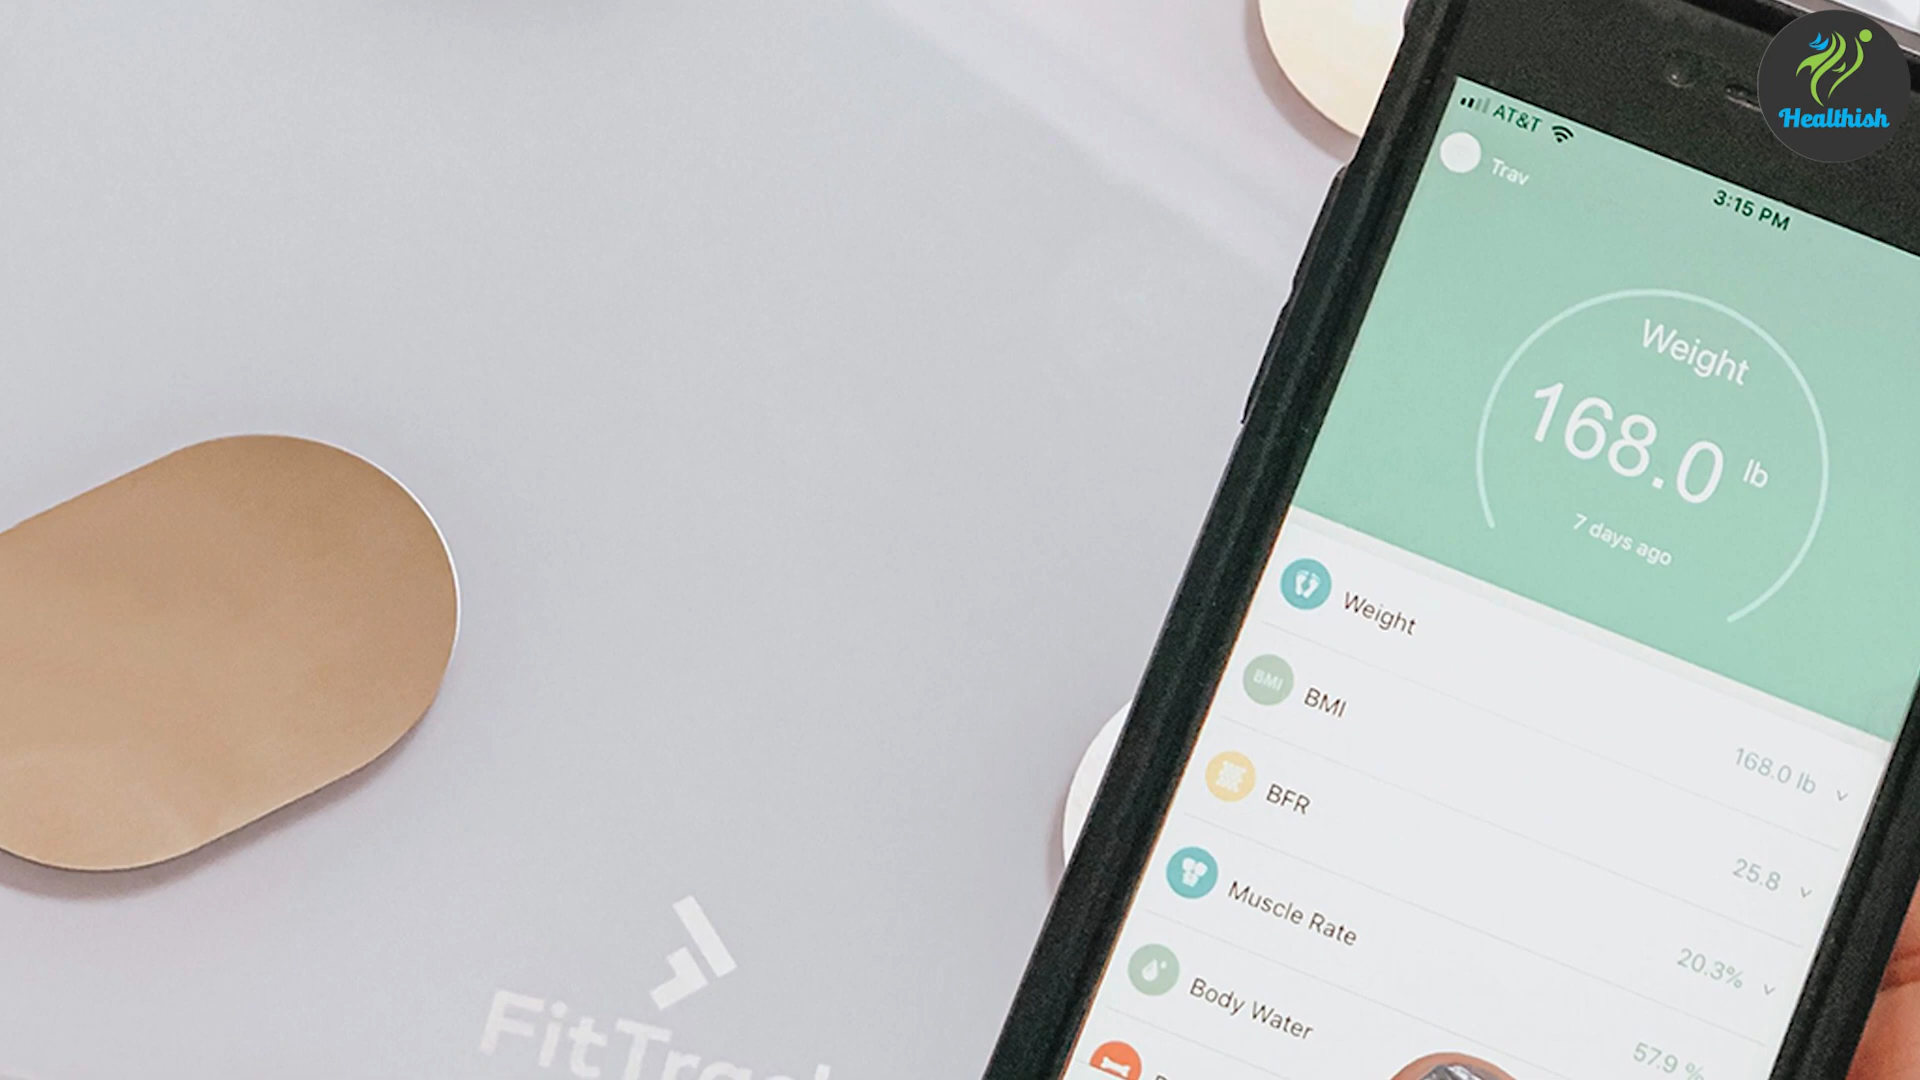 Healthish
AT&T
3:15 PM
Trav
Weight
168.0 lb
7 days ago
Weight 168.0 lb
BMI 25.8
BMI
BFR 20.3%
Muscle Rate 57.9 %
Body Water
FitTrack